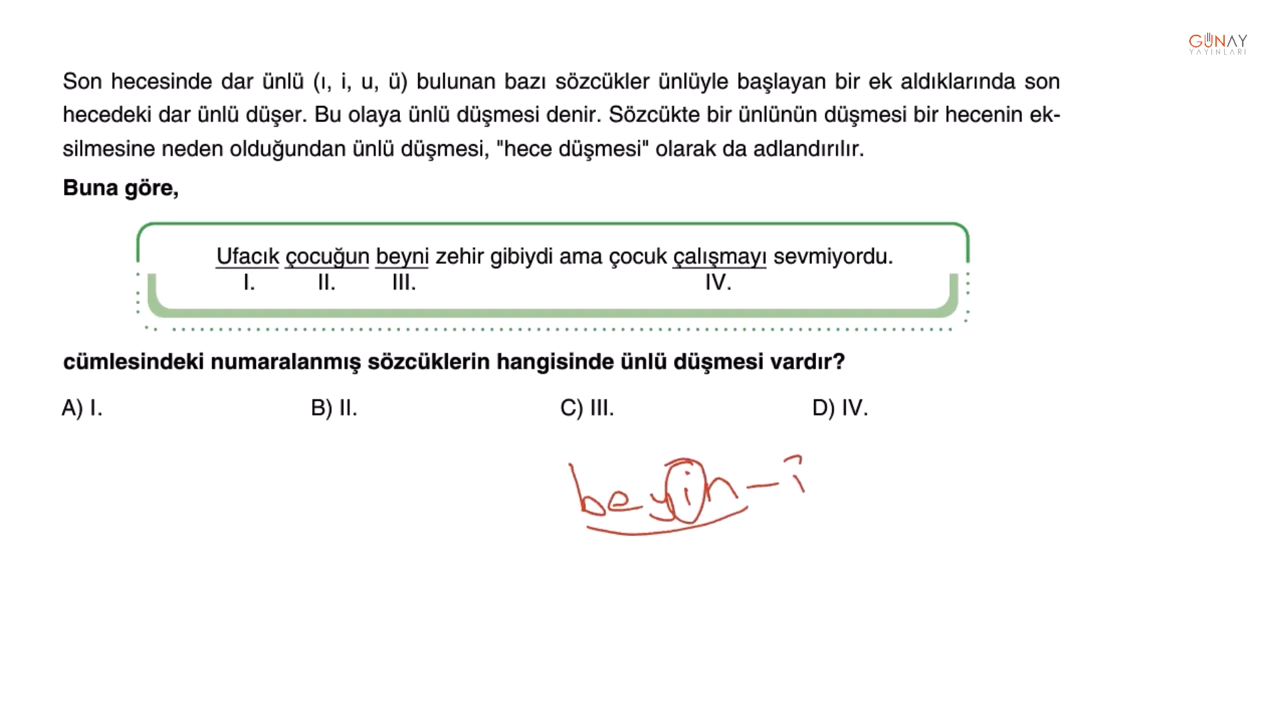 GÜNAY
YAYINLARI
Son hecesinde dar ünlü (ı, i, u, ü) bulunan bazı sözcükler ünlüyle başlayan bir ek aldıklarında son
hecedeki dar ünlü düşer. Bu olaya ünlü düşmesi denir. Sözcükte bir ünlünün düşmesi bir hecenin ek-
silmesine neden olduğundan ünlü düşmesi, "hece düşmesi" olarak da adlandırılır.
Buna göre,
Ufacık çocuğun beyni zehir gibiydi ama çocuk çalışmayı sevmiyordu.
I. II. III. IV.
cümlesindeki numaralanmış sözcüklerin hangisinde ünlü düşmesi vardır?
A) I. B) II. C) III. D) IV.
beyin-i